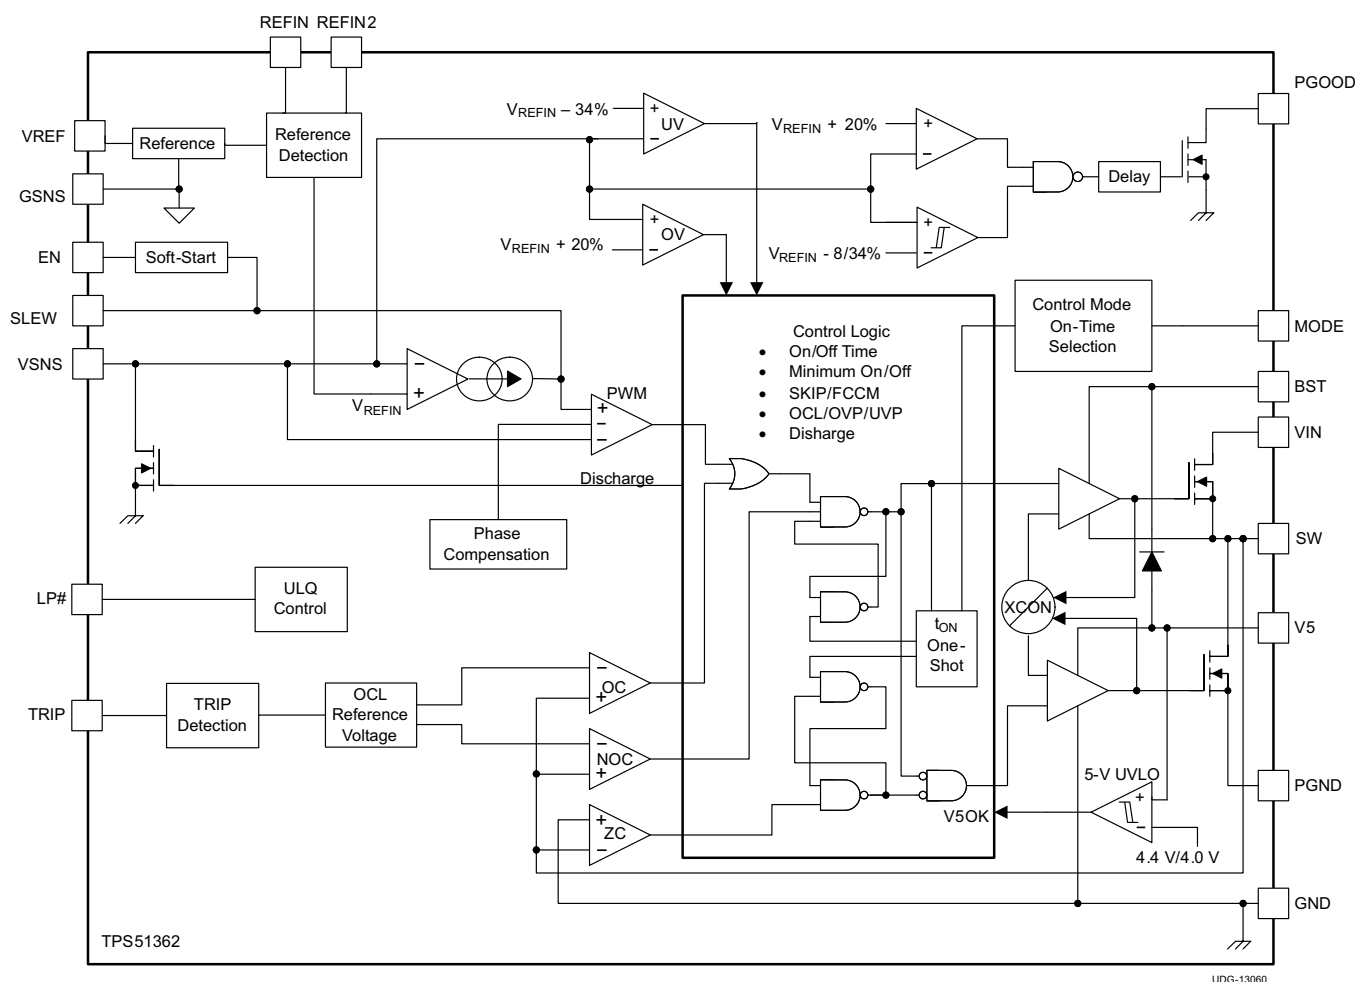 REFIN REFIN2
PGOOD
VREF
Reference
Reference
Detection
VREFIN – 34%
+
UV
–
VREFIN + 20%
+
–
Delay
GSNS
+
OV
–
VREFIN + 20%
+
–
VREFIN - 8/34%
EN
Soft-Start
SLEW
VSNS
–
+
VREFIN
PWM
+
–
–
Control Logic
• On/Off Time
• Minimum On/Off
• SKIP/FCCM
• OCL/OVP/UVP
• Disharge
Control Mode
On-Time
Selection
MODE
BST
VIN
Discharge
Phase
Compensation
SW
LP#
ULQ
Control
XCON
tON
One-
Shot
V5
TRIP
TRIP
Detection
OCL
Reference
Voltage
–
OC
+
–
NOC
+
+
ZC
–
5-V UVLO
+
–
V5OK
4.4 V/4.0 V
PGND
GND
TPS51362
UDG-13060